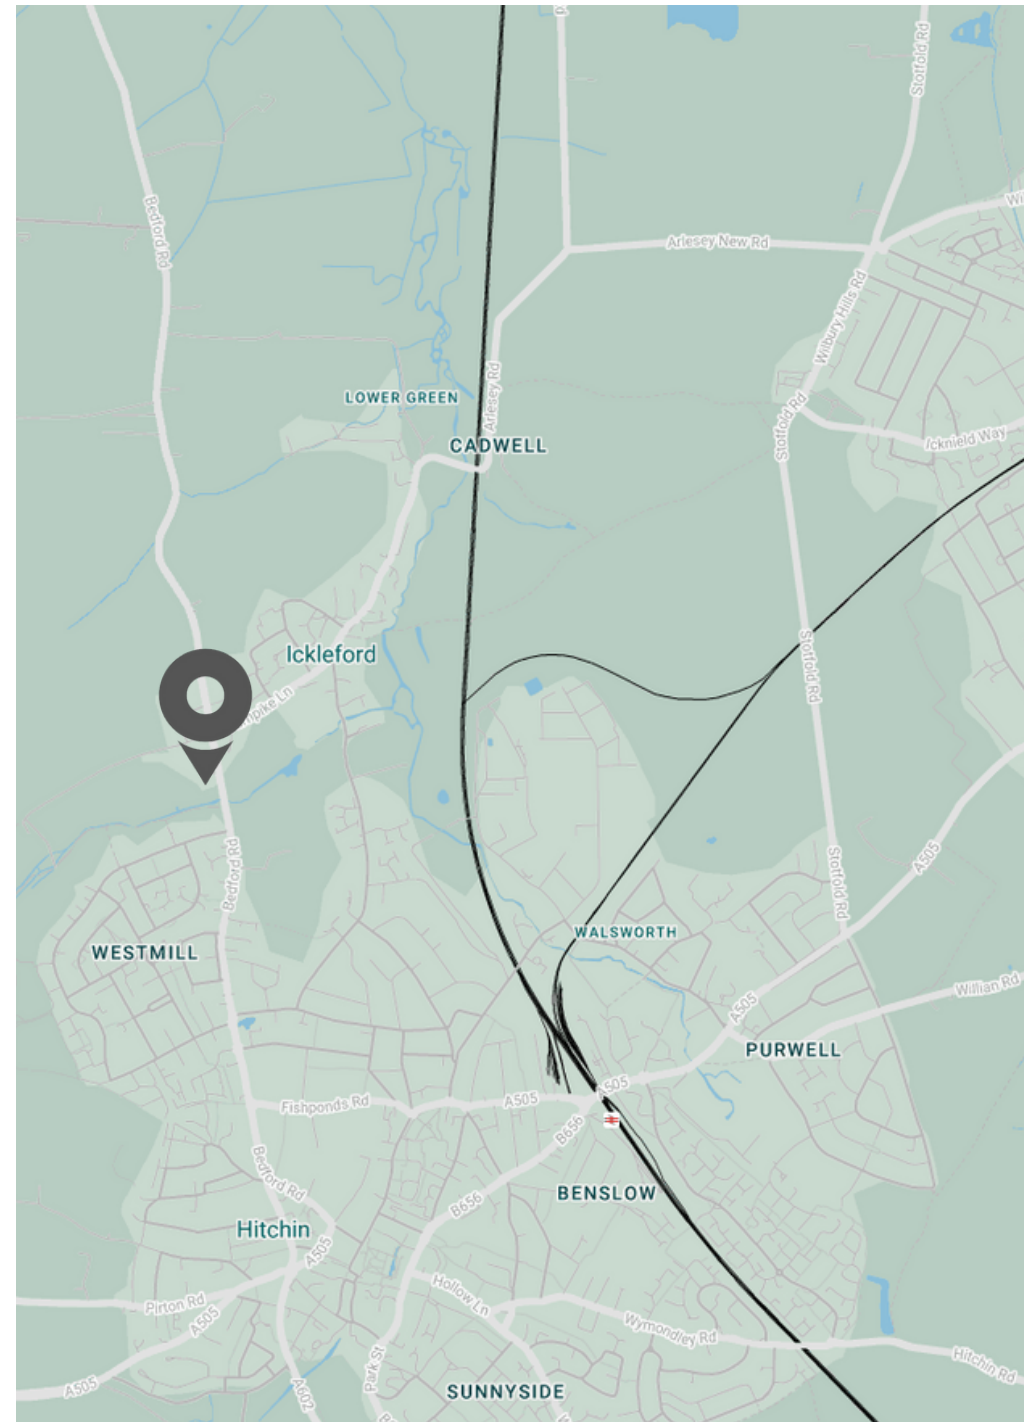 Stotfold Rd
Bedford Rd
Arlesey New Rd
Wilbury Hills Rd
LOWER GREEN
Arlesey Rd
Stotfold Rd
CADWELL
Icknield Way
Ickleford
Stotfold Rd
Ln
Bedford Rd
A505
Stotfold Rd
WESTMILL
WALSWORTH
Willian Rd
A505
PURWELL
Fishponds Rd
A505
A505
B656
Bedford Rd
BENSLOW
B656
Hitchin
A505
Hollow Ln
Pirton Rd
A505
Wymondley Rd
Park St
Hitchin Rd
A505
A602
SUNNYSIDE